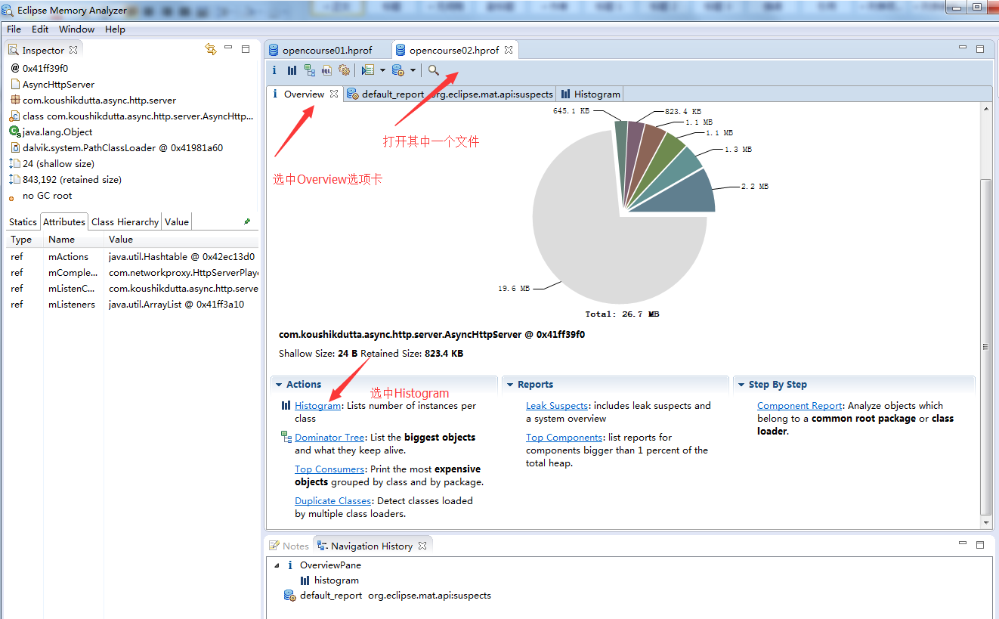 Eclipse Memory Analyzer
File Edit Window Help
Inspector
@ 0x41ff39f0
AsyncHttpServer
com.koushikdutta.async.http.server
class com.koushikdutta.async.http.server.AsyncHttp...
java.lang.Object
dalvik.system.PathClassLoader @ 0x41981a60
24 (shallow size)
843,192 (retained size)
no GC root
Statics Attributes Class Hierarchy Value
Type Name Value
ref mActions java.util.Hashtable @ 0x42ec13d0
ref mComple... com.networkproxy.HttpServerPlaye
ref mListenC... com.koushikdutta.async.http.serve
ref mListeners java.util.ArrayList @ 0x41ff3a10
opencourse01.hprof opencourse02.hprof
i Overview default_report org.eclipse.mat.api:suspects Histogram
打开其中一个文件
选中Overview选项卡
645.1 KB
823.4 KB
1.1 MB
1.1 MB
1.3 MB
2.2 MB
19.6 MB
Total: 26.7 MB
com.koushikdutta.async.http.server.AsyncHttpServer @ 0x41ff39f0
Shallow Size: 24 B Retained Size: 823.4 KB
选中Histogram
Actions
Histogram: Lists number of instances per
class
Dominator Tree: List the biggest objects
and what they keep alive.
Top Consumers: Print the most expensive
objects grouped by class and by package.
Duplicate Classes: Detect classes loaded
by multiple class loaders.
Reports
Leak Suspects: includes leak suspects and
a system overview
Top Components: list reports for
components bigger than 1 percent of the
total heap.
Step By Step
Component Report: Analyze objects which
belong to a common root package or class
loader.
Notes Navigation History
i OverviewPane
histogram
default_report org.eclipse.mat.api:suspects